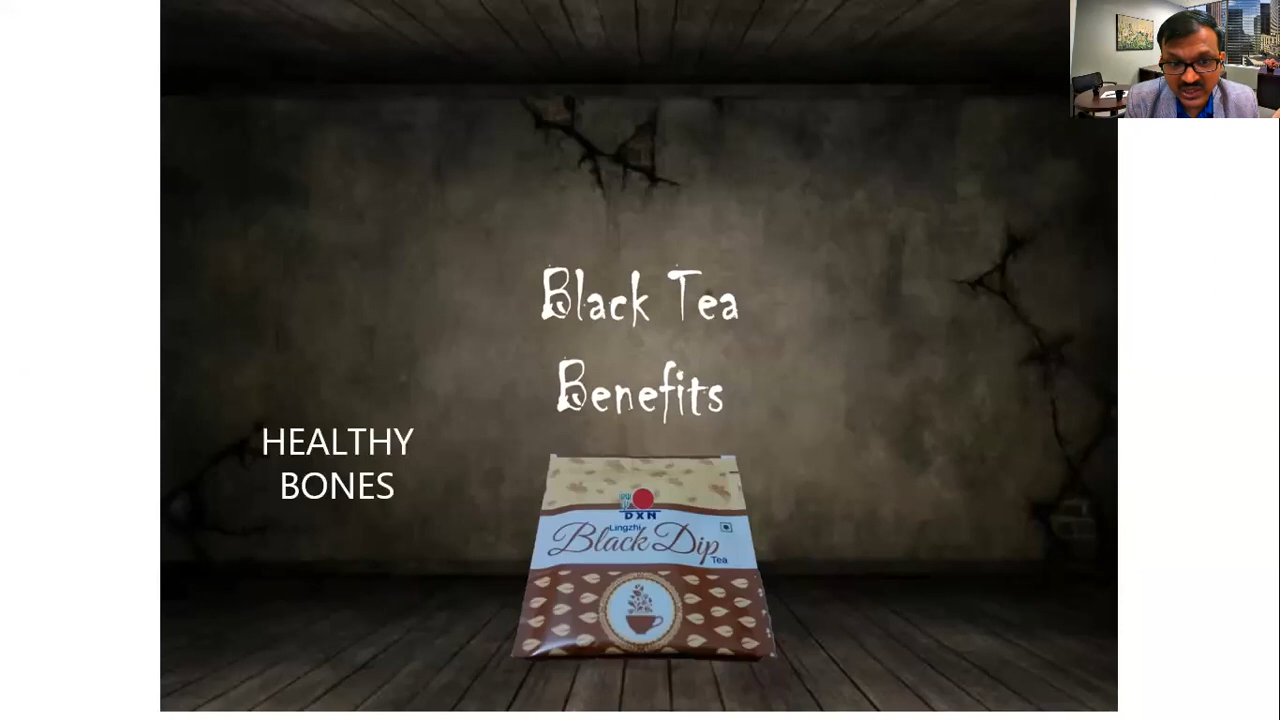 Black Tea
Benefits
HEALTHY
BONES
DXN
Lingzhi
Black Dip
Tea